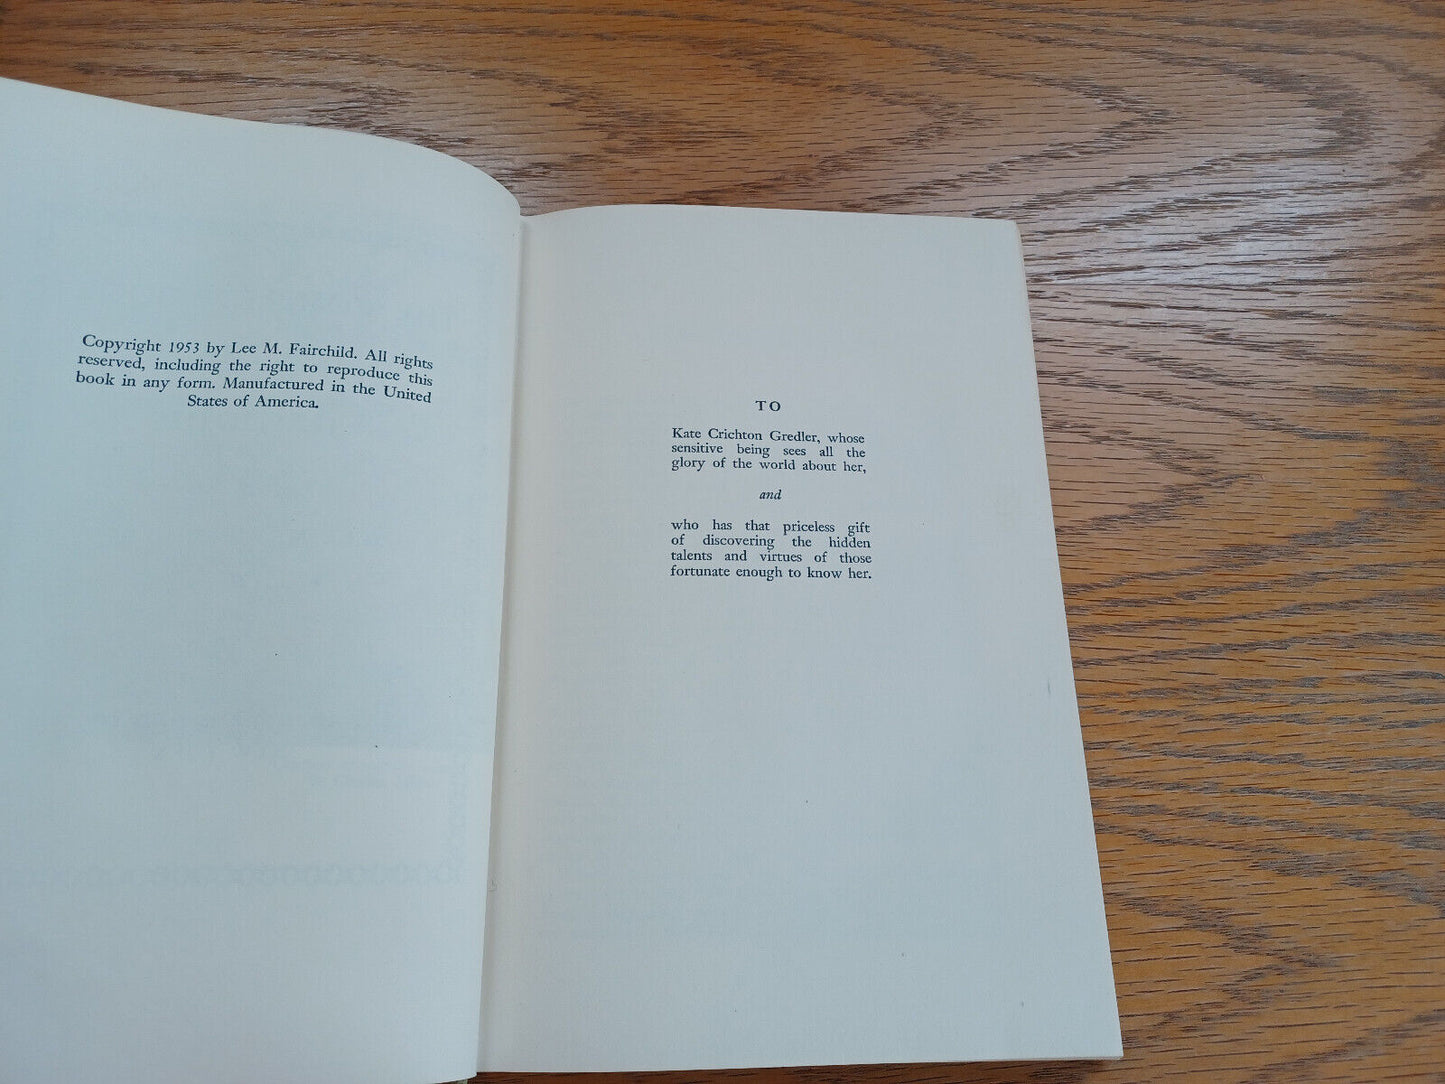 Copyright 1953 by Lee M. Fairchild. All rights
reserved, including the right to reproduce this
book in any form. Manufactured in the United
States of America.
TO
Kate Crichton Gredler, whose
sensitive being sees all the
glory of the world about her,
and
who has that priceless gift
of discovering the hidden
talents and virtues of those
fortunate enough to know her.